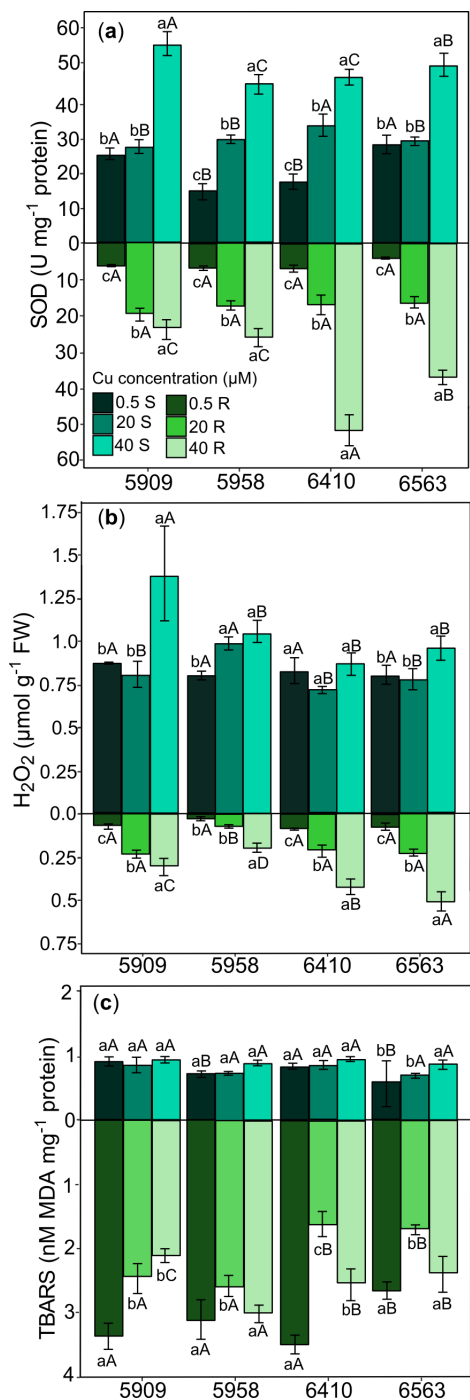 (a)
SOD (U mg⁻¹ protein)
60
50
40
30
20
10
0
10
20
30
40
50
60
bA bB aA cB bB aC cB bA aC bA bB aB
cA bA aC cA bA aC cA bA aA cA bA aB
Cu concentration (µM)
0.5 S 0.5 R
20 S 20 R
40 S 40 R
5909 5958 6410 6563
(b)
H₂O₂ (µmol g⁻¹ FW)
1.75
1.5
1.25
1.0
0.75
0.5
0.25
0.0
0.25
0.5
0.75
bA bB aA bA aA aB aA aB aB bA bB aB
cA bA aC bA bB aD cA bA aB cA bA aA
5909 5958 6410 6563
(c)
TBARS (nM MDA mg⁻¹ protein)
2
1
0
1
2
3
4
aA aA aA aB aA aA aA aA aA bB bA aA
aA bA bC aA bA aA aA cB bB aB bB aB
5909 5958 6410 6563